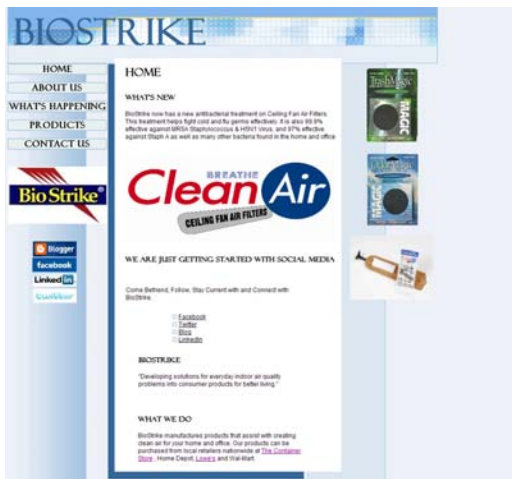 BIOSTRIKE
HOME
ABOUT US
WHAT'S HAPPENING
PRODUCTS
CONTACT US
Bio Strike®
Blogger
facebook
Linked in
twitter
HOME
WHAT'S NEW
BioStrike now has a new antibacterial treatment on Ceiling Fan Air Filters.
This treatment helps fight cold and flu germs effectively. It is also 99.9%
effective against MRSA Staphylococcus & H5N1 Virus, and 97% effective
against Staph A as well as many other bacteria found in the home and office
BREATHE
Clean Air
CEILING FAN AIR FILTERS
WE ARE JUST GETTING STARTED WITH SOCIAL MEDIA
Come Befriend, Follow, Stay Current with and Connect with
BioStrike.
Facebook
Twitter
Blog
LinkedIn
BIOSTRIKE
"Developing solutions for everyday indoor air quality
problems into consumer products for better living."
WHAT WE DO
BioStrike manufactures products that assist with creating
clean air for your home and office. Our products can be
purchased from local retailers nationwide at The Container
Store , Home Depot, Lowe's and Wal-Mart.
TrashMagic
MAGIC
MAGIC